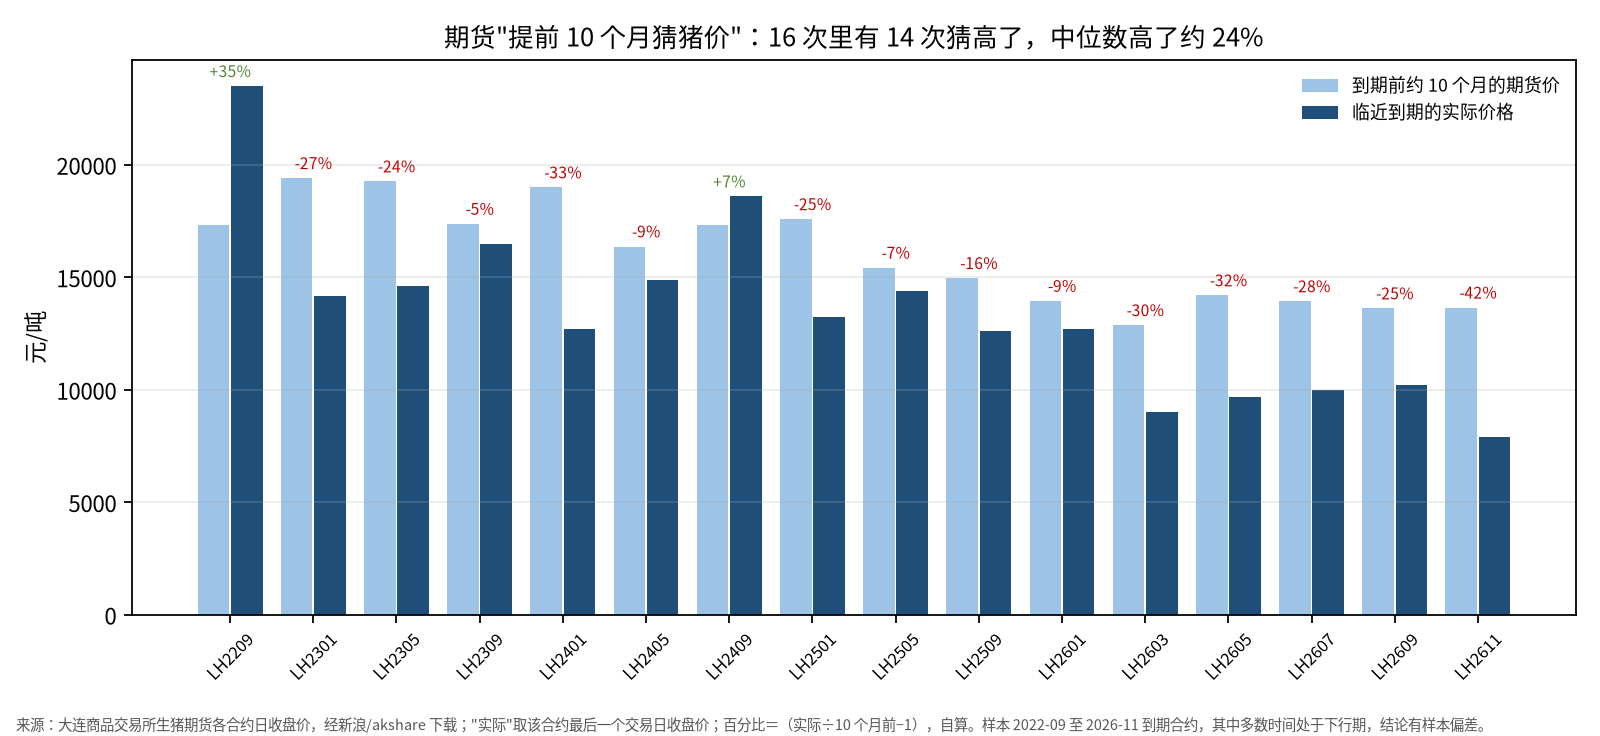 期货"提前 10 个月猜猪价"：16 次里有 14 次猜高了，中位数高了约 24%
到期前约 10 个月的期货价
临近到期的实际价格
元/吨
20000
15000
10000
5000
0
+35%
-27%
-24%
-5%
-33%
-9%
+7%
-25%
-7%
-16%
-9%
-30%
-32%
-28%
-25%
-42%
LH2209
LH2301
LH2305
LH2309
LH2401
LH2405
LH2409
LH2501
LH2505
LH2509
LH2601
LH2603
LH2605
LH2607
LH2609
LH2611
来源：大连商品交易所生猪期货各合约日收盘价，经新浪/akshare 下载；"实际"取该合约最后一个交易日收盘价；百分比＝（实际÷10 个月前−1），自算。样本 2022-09 至 2026-11 到期合约，其中多数时间处于下行期，结论有样本偏差。